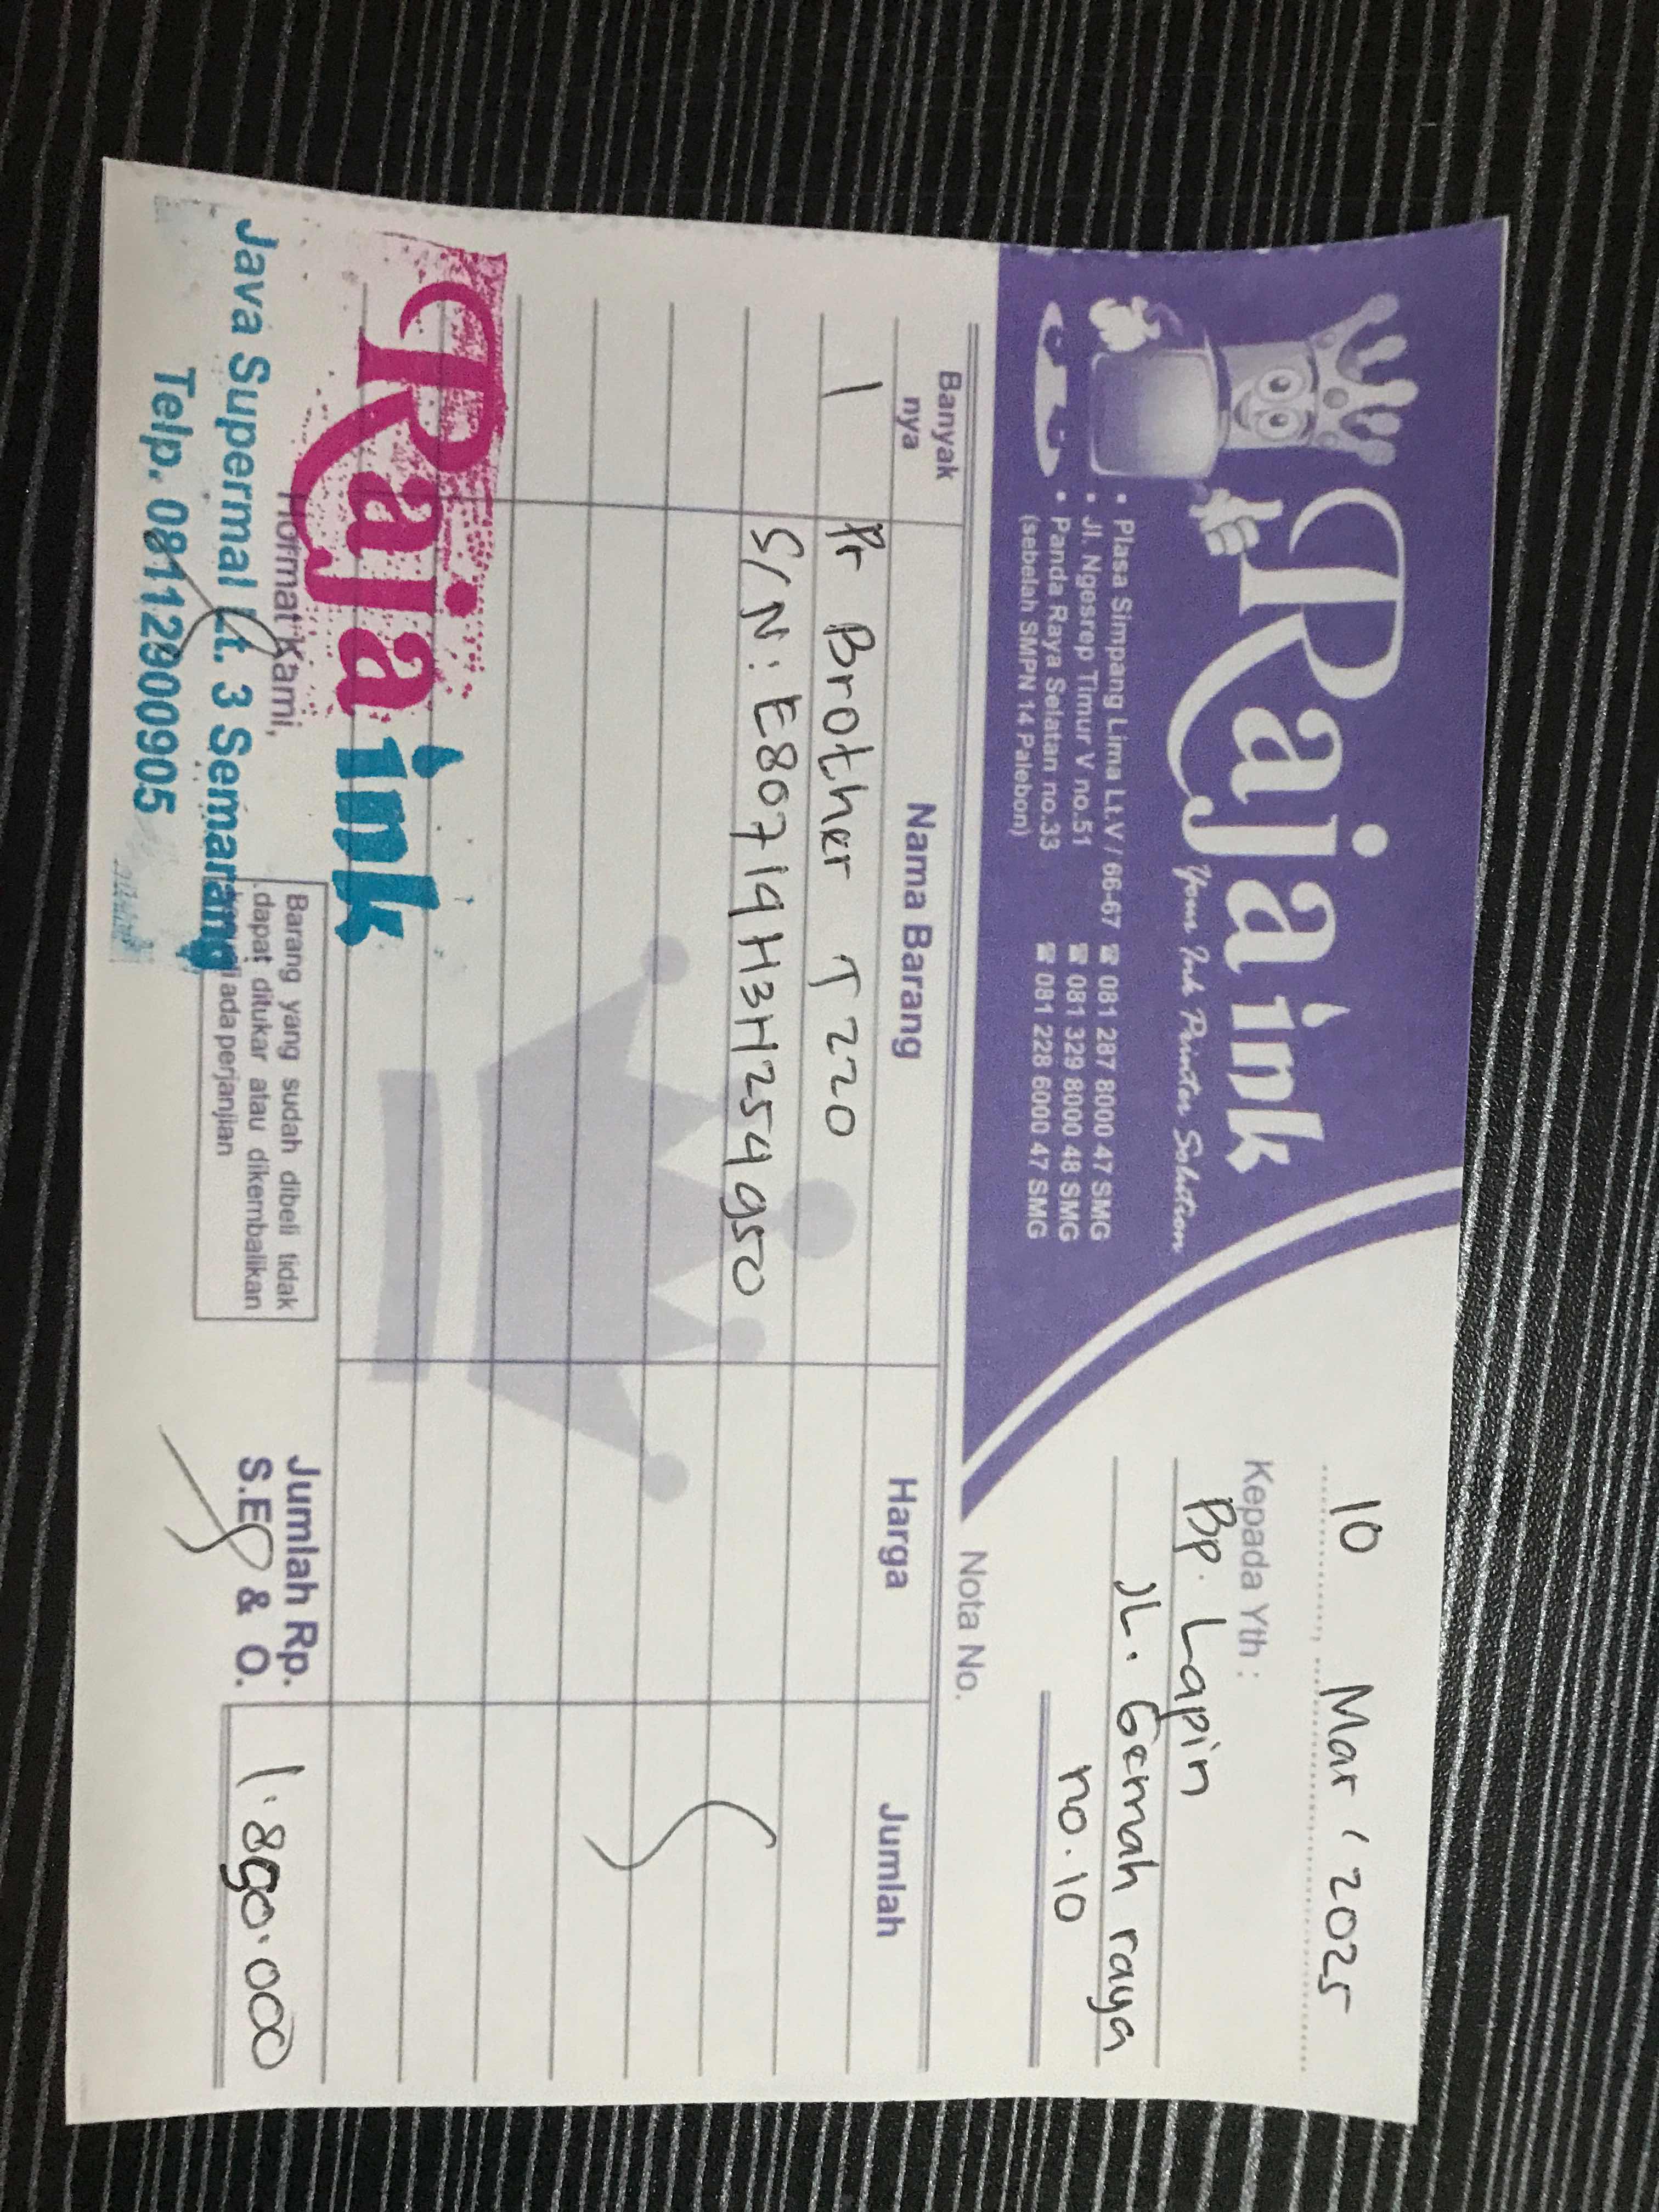 Raja ink
Your Ink Printer Solution
• Plasa Simpang Lima Lt.V / 66-67 ☎ 081 287 8000 47 SMG
• Jl. Ngesrep Timur V no.51 ☎ 081 329 8000 48 SMG
• Panda Raya Selatan no.33 ☎ 081 228 6000 47 SMG
(sebelah SMPN 14 Palebon)
10 Mar ' 2025
Kepada Yth :
Bp. Lapin
JL. Gemah raya
no. 10
Nota No.
Banyak nya Nama Barang Harga Jumlah
1 Pr Brother T220
S/N : E80719H3H254950
Raja ink
Hormat Kami,
Java Supermal Lt. 3 Semarang
Telp. 081129009905
Barang yang sudah dibeli tidak
dapat ditukar atau dikembalikan
ada perjanjian
Jumlah Rp. 1.890.000
S.E & O.